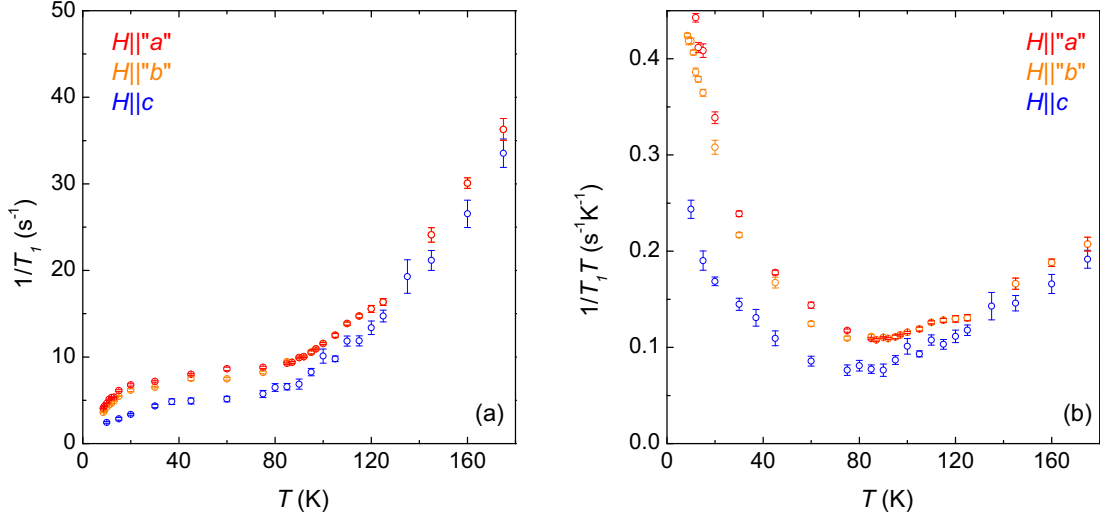 50
40
30
20
10
0
1/T₁ (s⁻¹)
H||"a"
H||"b"
H||c
(a)
0 40 80 120 160
T (K)
0.4
0.3
0.2
0.1
0.0
1/T₁T (s⁻¹K⁻¹)
H||"a"
H||"b"
H||c
(b)
0 40 80 120 160
T (K)